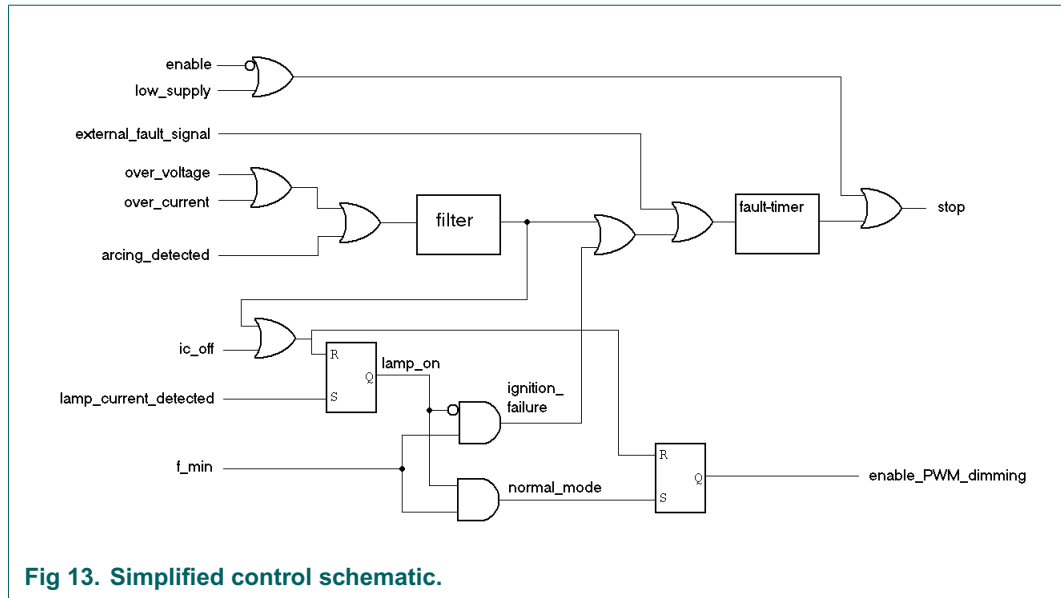 enable
low_supply
external_fault_signal
over_voltage
over_current
arcing_detected
filter
fault-timer
stop
ic_off
R
Q
S
lamp_on
lamp_current_detected
ignition_
failure
f_min
normal_mode
R
Q
S
enable_PWM_dimming
Fig 13. Simplified control schematic.